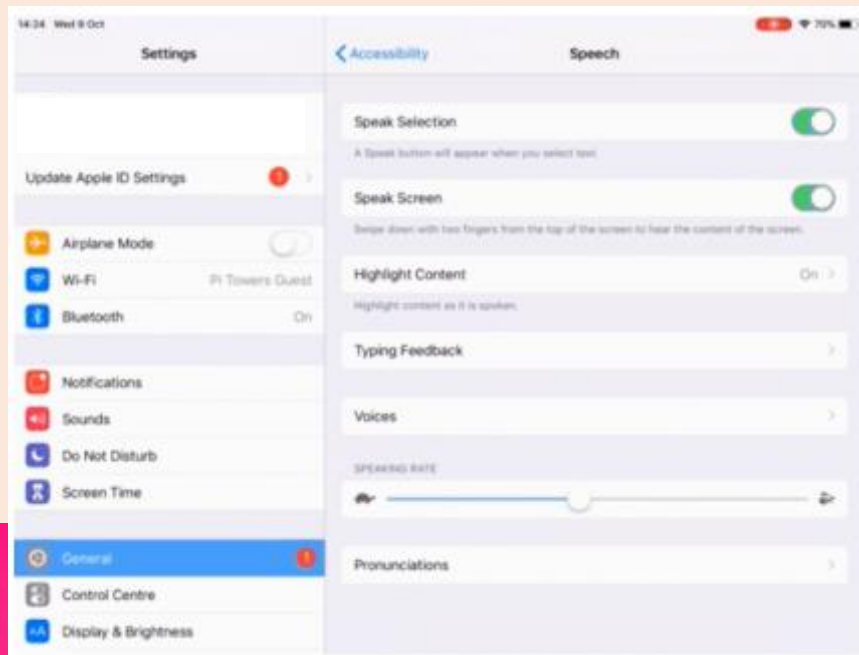 14:24 Wed 9 Oct
70%
Settings
Accessibility
Speech
Update Apple ID Settings
1
Airplane Mode
Wi-Fi
Pi Towers Guest
Bluetooth
On
Notifications
Sounds
Do Not Disturb
Screen Time
General
1
Control Centre
AA Display & Brightness
Speak Selection
A Speak button will appear when you select text.
Speak Screen
Swipe down with two fingers from the top of the screen to hear the content of the screen.
Highlight Content
On
Highlight content as it is spoken.
Typing Feedback
Voices
SPEAKING RATE
Pronunciations